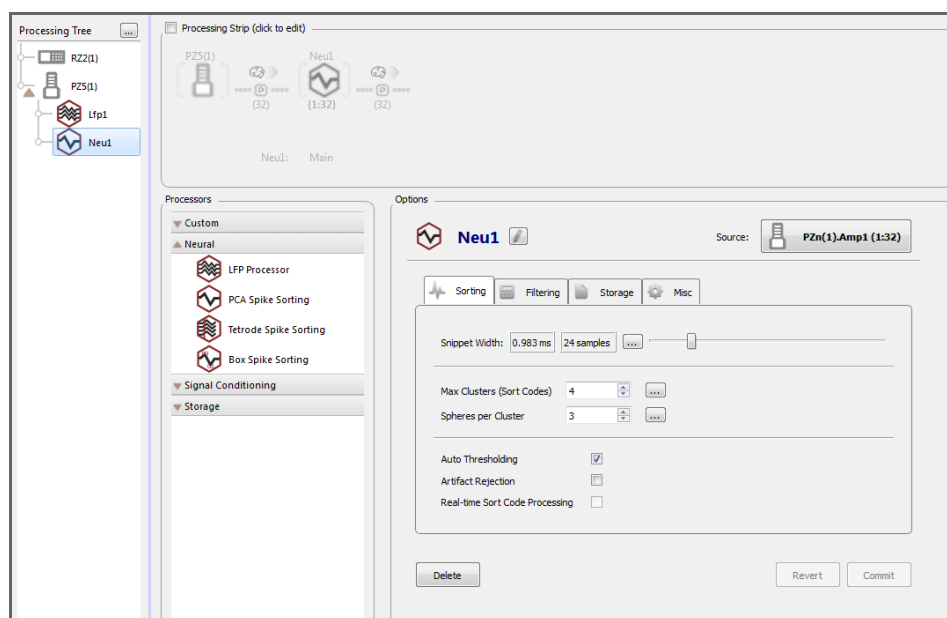 Processing Tree
...
RZ2(1)
PZ5(1)
Lfp1
Neu1
Processing Strip (click to edit)
PZ5(1)
Neu1
P
P
(32)
(1:32)
(32)
Neu1: Main
Processors
Custom
Neural
LFP Processor
PCA Spike Sorting
Tetrode Spike Sorting
Box Spike Sorting
Signal Conditioning
Storage
Options
Neu1
Source: PZn(1).Amp1 (1:32)
Sorting Filtering Storage Misc
Snippet Width: 0.983 ms 24 samples ...
Max Clusters (Sort Codes) 4 ...
Spheres per Cluster 3 ...
Auto Thresholding
Artifact Rejection
Real-time Sort Code Processing
Delete Revert Commit